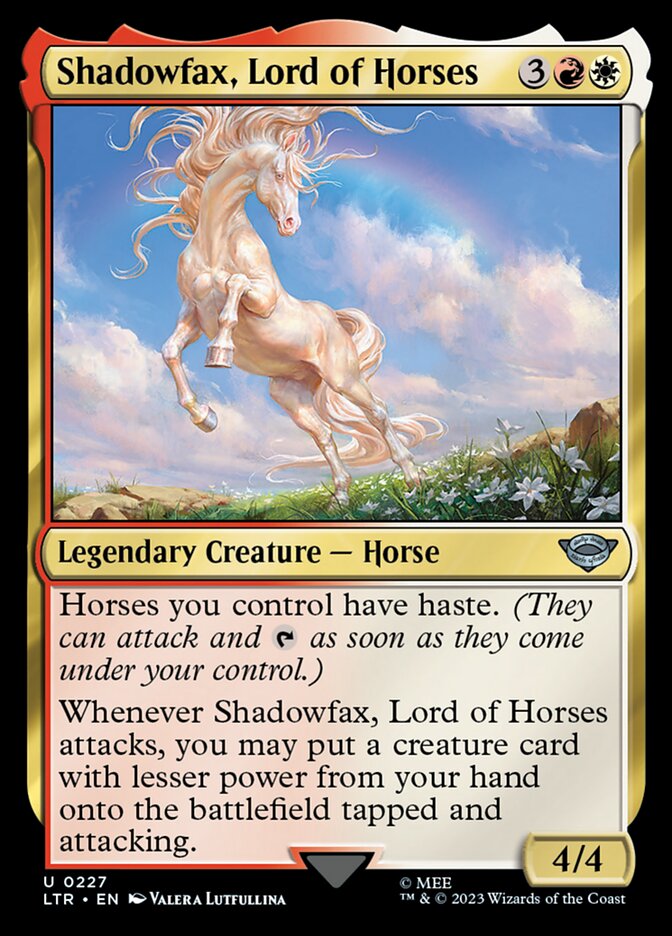 Shadowfax, Lord of Horses 3
Legendary Creature — Horse
Horses you control have haste. (They
can attack and as soon as they come
under your control.)
Whenever Shadowfax, Lord of Horses
attacks, you may put a creature card
with lesser power from your hand
onto the battlefield tapped and
attacking.
4/4
U 0227
LTR • EN VALERA LUTFULLINA
© MEE
™ & © 2023 Wizards of the Coast